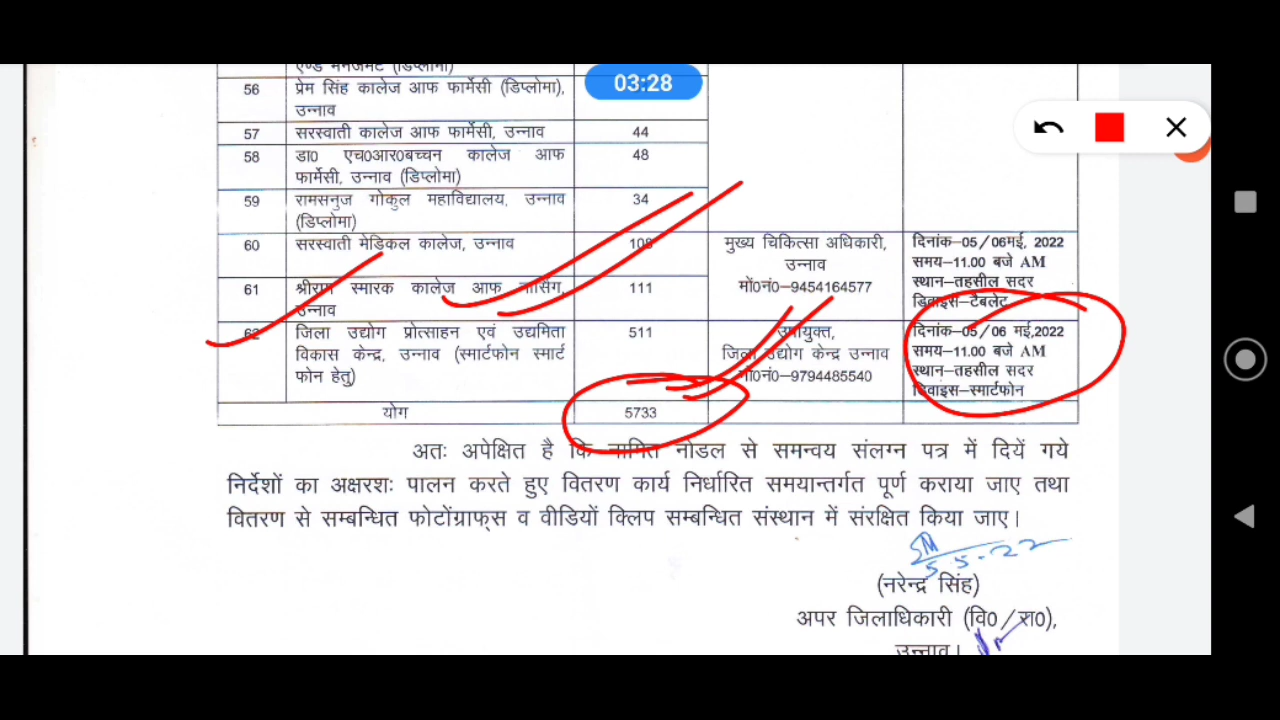 एण्ड मैनेजमेंट (डिप्लोमा)
03:28
56 प्रेम सिंह कालेज आफ फार्मेसी (डिप्लोमा),
उन्नाव
57 सरस्वाती कालेज आफ फार्मेसी, उन्नाव 44
58 डा0 एच0आर0बच्चन कालेज आफ 48
फार्मेसी, उन्नाव (डिप्लोमा)
59 रामसनुज गोकुल महाविद्यालय, उन्नाव 34
(डिप्लोमा)
60 सरस्वाती मेडिकल कालेज, उन्नाव 108 मुख्य चिकित्सा अधिकारी, दिनांक–05/06मई, 2022
उन्नाव समय–11.00 बजे AM
मों0नं0–9454164577 स्थान–तहसील सदर
61 श्रीराम स्मारक कालेज आफ नर्सिग, 111 डिवाइस–टैबलेट
उन्नाव
62 जिला उद्योग प्रोत्साहन एवं उद्यमिता 511 उपायुक्त, दिनांक–05/06 मई,2022
विकास केन्द्र, उन्नाव (स्मार्टफोन स्मार्ट जिला उद्योग केन्द्र उन्नाव समय–11.00 बजे AM
फोन हेतु) मो0नं0–9794485540 स्थान–तहसील सदर
डिवाइस–स्मार्टफोन
योग 5733
अतः अपेक्षित है कि नामित नोडल से समन्वय संलग्न पत्र में दियें गये
निर्देशों का अक्षरशः पालन करते हुए वितरण कार्य निर्धारित समयान्तर्गत पूर्ण कराया जाए तथा
वितरण से सम्बन्धित फोटोंग्राफ्स व वीडियों क्लिप सम्बन्धित संस्थान में संरक्षित किया जाए।
5.5.22
(नरेन्द्र सिंह)
अपर जिलाधिकारी (वि0/रा0),
उन्नाव।